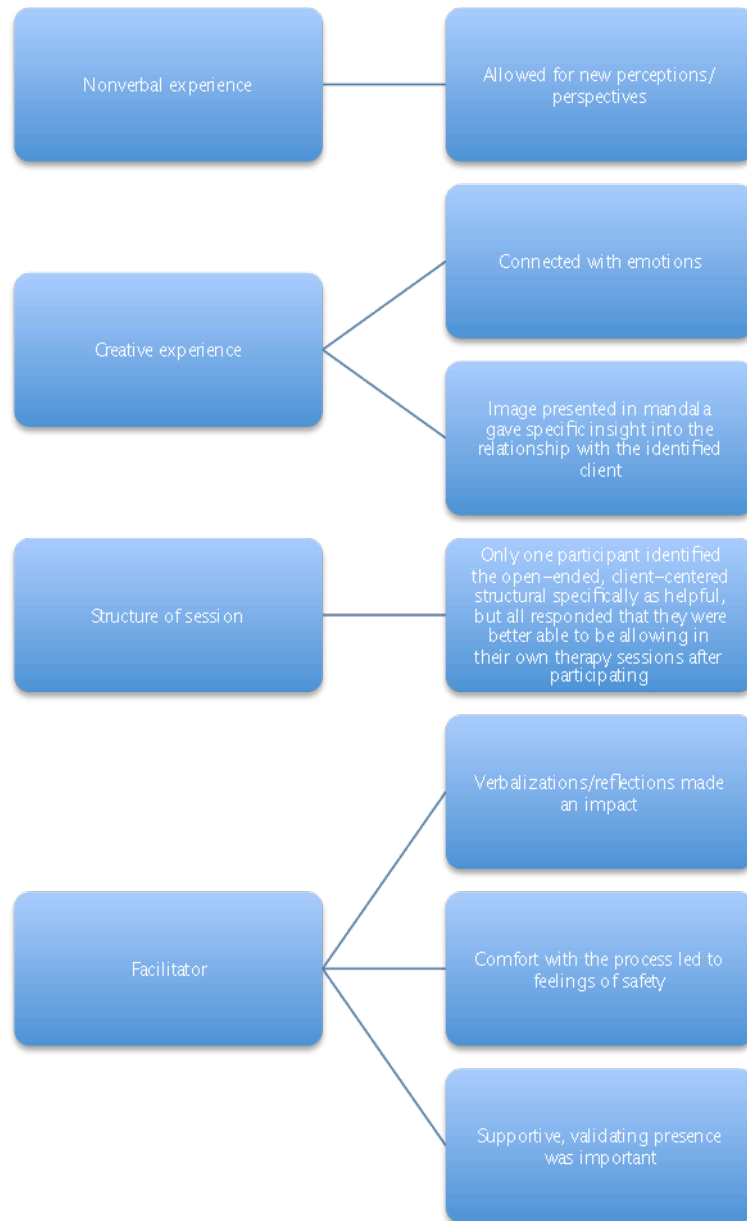 Nonverbal experience
Allowed for new perceptions/
perspectives
Creative experience
Connected with emotions
Image presented in mandala
gave specific insight into the
relationship with the identified
client
Structure of session
Only one participant identified
the open-ended, client-centered
structural specifically as helpful,
but all responded that they were
better able to be allowing in
their own therapy sessions after
participating
Facilitator
Verbalizations/reflections made
an impact
Comfort with the process led to
feelings of safety
Supportive, validating presence
was important